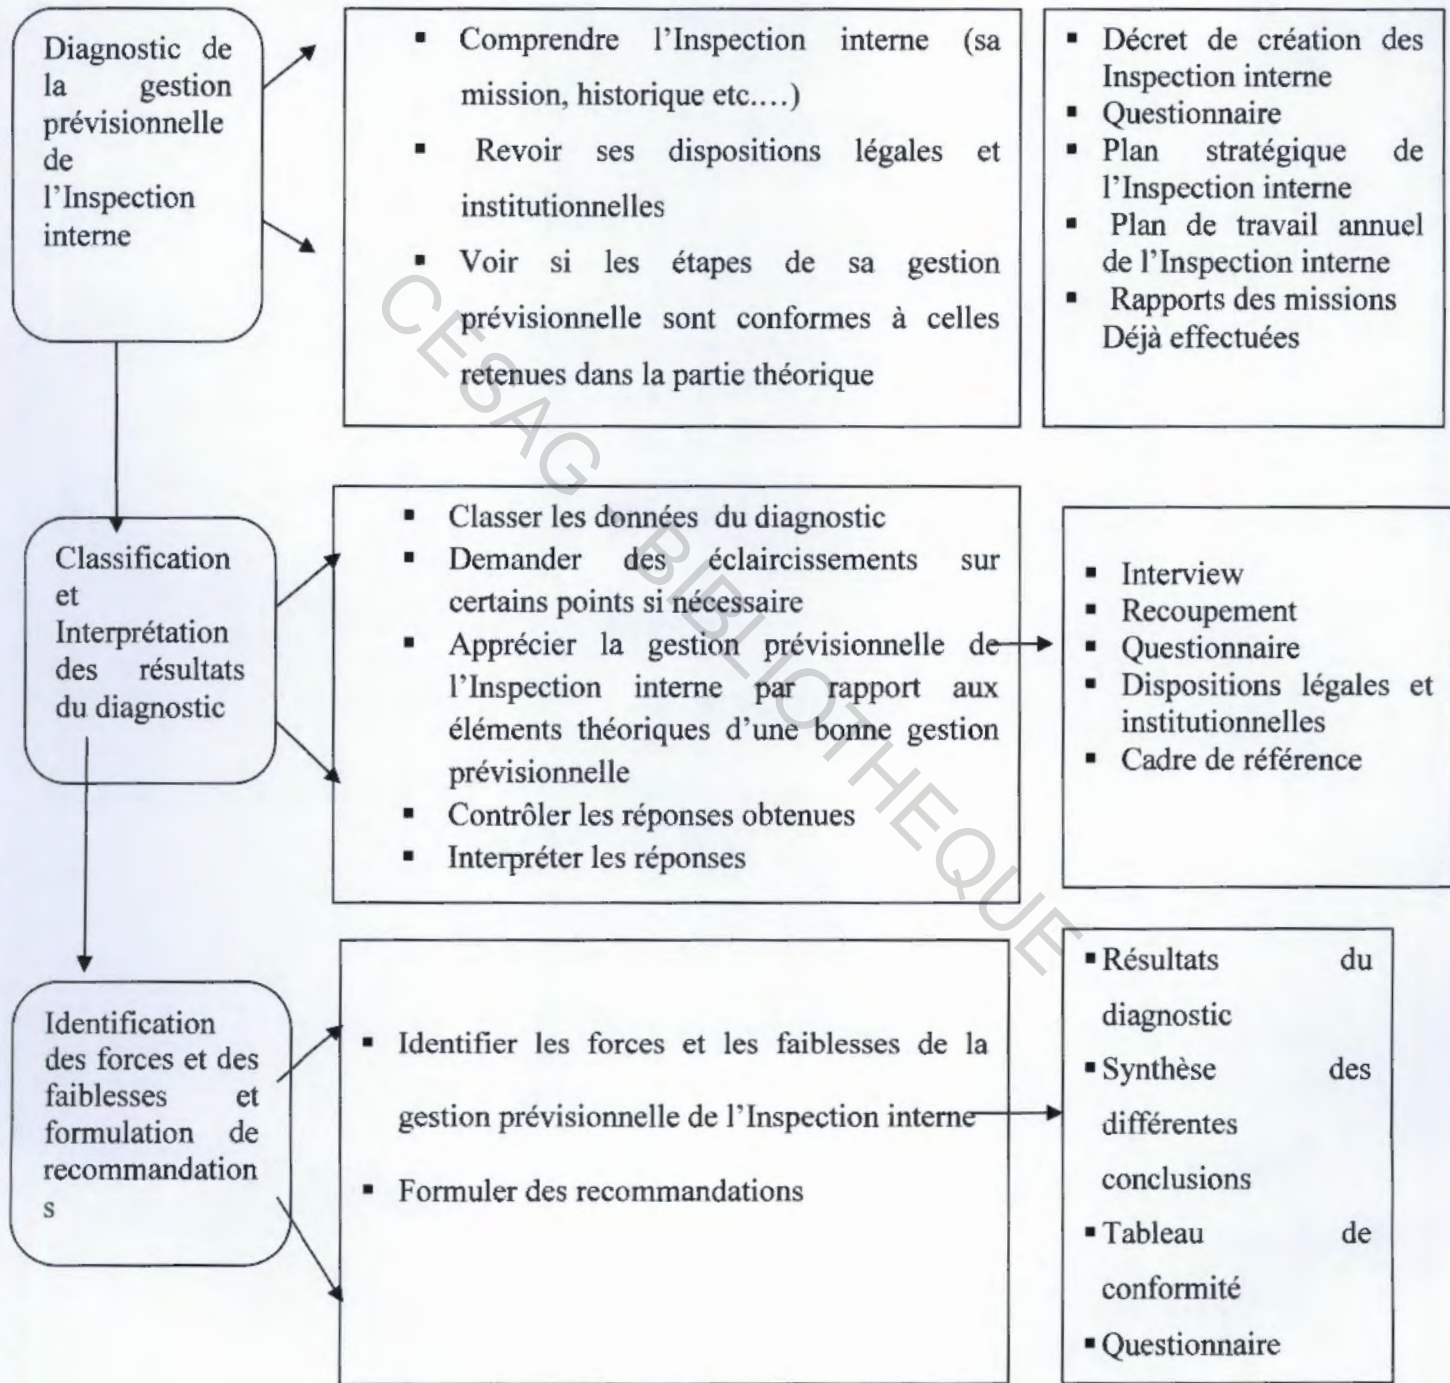 Diagnostic de
la gestion
prévisionnelle
de
l’Inspection
interne
▪ Comprendre l’Inspection interne (sa
mission, historique etc.…)
▪ Revoir ses dispositions légales et
institutionnelles
▪ Voir si les étapes de sa gestion
prévisionnelle sont conformes à celles
retenues dans la partie théorique
▪ Décret de création des
Inspection interne
▪ Questionnaire
▪ Plan stratégique de
l’Inspection interne
▪ Plan de travail annuel
de l’Inspection interne
▪ Rapports des missions
Déjà effectuées
Classification
et
Interprétation
des résultats
du diagnostic
▪ Classer les données du diagnostic
▪ Demander des éclaircissements sur
certains points si nécessaire
▪ Apprécier la gestion prévisionnelle de
l’Inspection interne par rapport aux
éléments théoriques d’une bonne gestion
prévisionnelle
▪ Contrôler les réponses obtenues
▪ Interpréter les réponses
▪ Interview
▪ Recoupement
▪ Questionnaire
▪ Dispositions légales et
institutionnelles
▪ Cadre de référence
Identification
des forces et des
faiblesses et
formulation de
recommandation
s
▪ Identifier les forces et les faiblesses de la
gestion prévisionnelle de l’Inspection interne
▪ Formuler des recommandations
▪ Résultats du
diagnostic
▪ Synthèse des
différentes
conclusions
▪ Tableau de
conformité
▪ Questionnaire
CESAG - BIBLIOTHEQUE